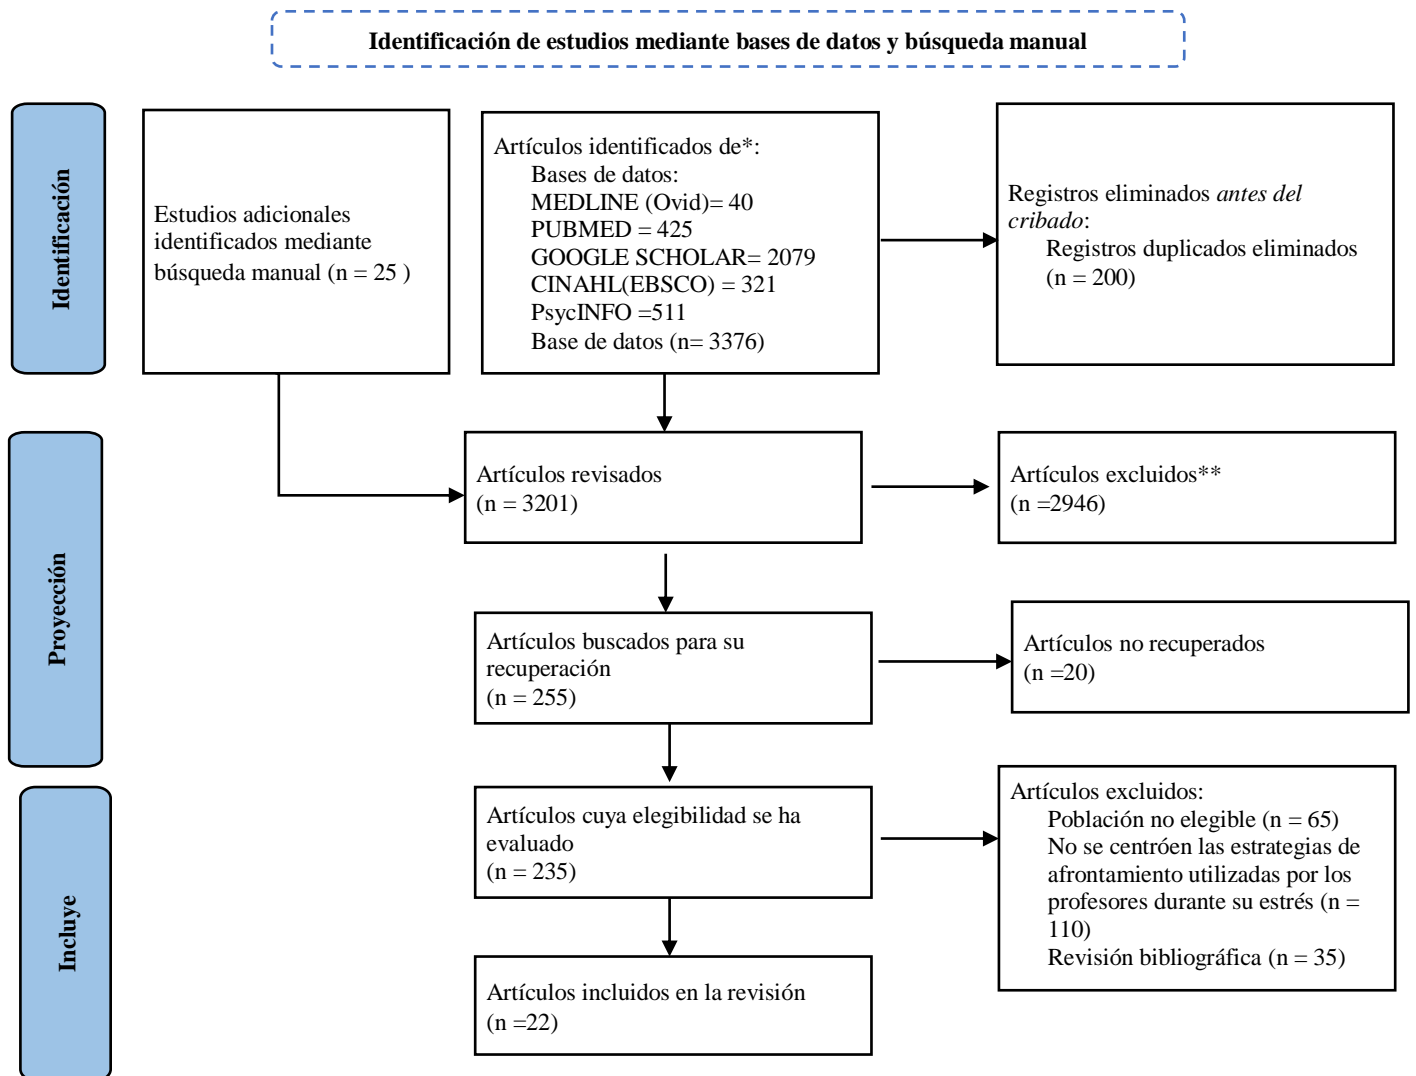 Identificación de estudios mediante bases de datos y búsqueda manual
Identificación
Estudios adicionales
identificados mediante
búsqueda manual (n = 25 )
Artículos identificados de*:
Bases de datos:
MEDLINE (Ovid)= 40
PUBMED = 425
GOOGLE SCHOLAR= 2079
CINAHL(EBSCO) = 321
PsycINFO =511
Base de datos (n= 3376)
Registros eliminados antes del
cribado:
Registros duplicados eliminados
(n = 200)
Proyección
Artículos revisados
(n = 3201)
Artículos excluidos**
(n =2946)
Artículos buscados para su
recuperación
(n = 255)
Artículos no recuperados
(n =20)
Incluye
Artículos cuya elegibilidad se ha
evaluado
(n = 235)
Artículos excluidos:
Población no elegible (n = 65)
No se centróen las estrategias de
afrontamiento utilizadas por los
profesores durante su estrés (n =
110)
Revisión bibliográfica (n = 35)
Artículos incluidos en la revisión
(n =22)